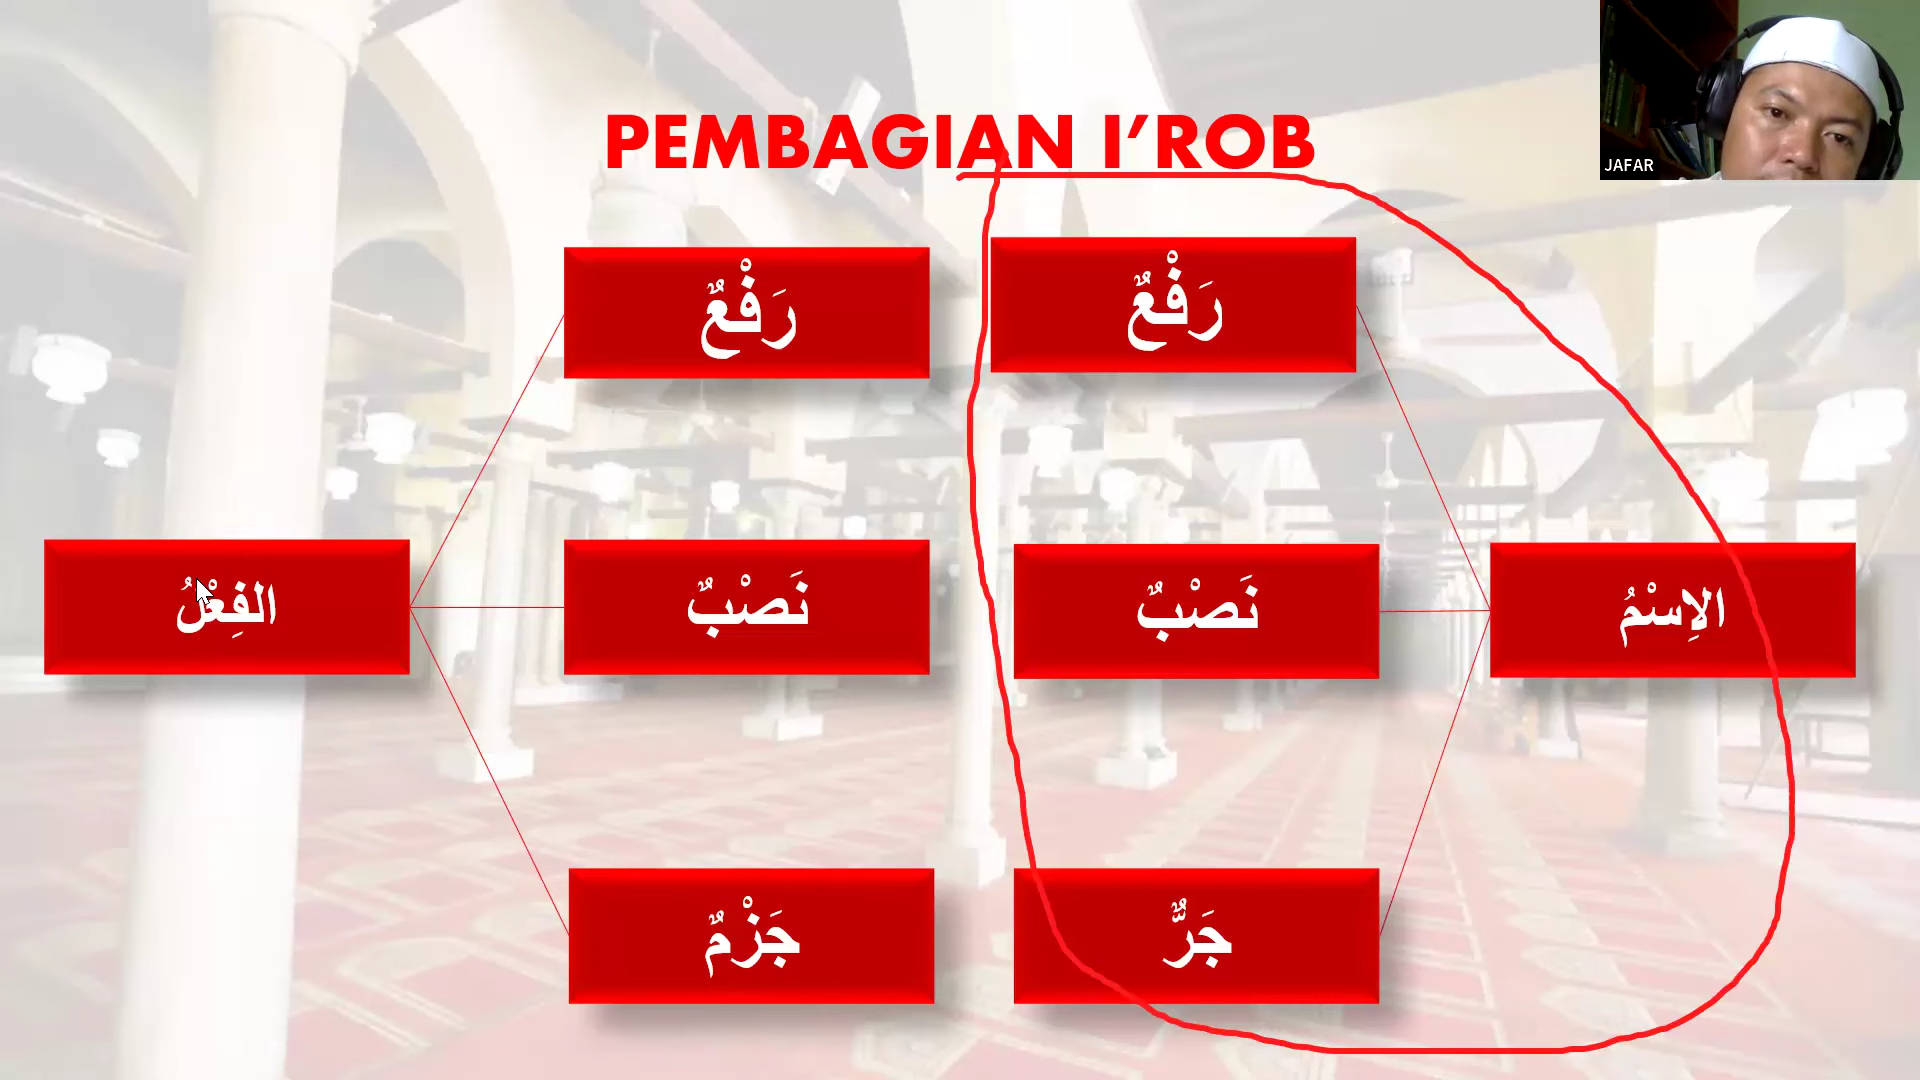 PEMBAGIAN I’ROB
JAFAR
رَفْعٌ
رَفْعٌ
الاِسْمُ
نَصْبٌ
نَصْبٌ
الفِعْلُ
جَرٌّ
جَزْمٌ